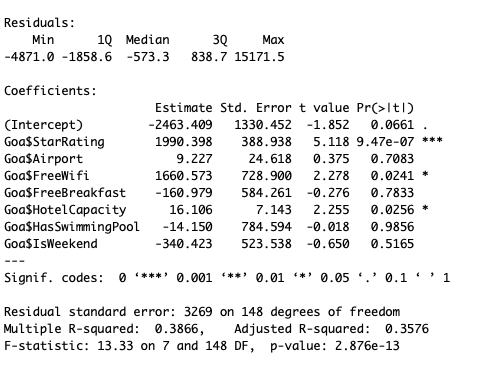 Residuals:
Min 1Q Median 3Q Max
-4871.0 -1858.6 -573.3 838.7 15171.5
Coefficients:
Estimate Std. Error t value Pr(>|t|)
(Intercept) -2463.409 1330.452 -1.852 0.0661 .
Goa$StarRating 1990.398 388.938 5.118 9.47e-07 ***
Goa$Airport 9.227 24.618 0.375 0.7083
Goa$FreeWifi 1660.573 728.900 2.278 0.0241 *
Goa$FreeBreakfast -160.979 584.261 -0.276 0.7833
Goa$HotelCapacity 16.106 7.143 2.255 0.0256 *
Goa$HasSwimmingPool -14.150 784.594 -0.018 0.9856
Goa$IsWeekend -340.423 523.538 -0.650 0.5165
---
Signif. codes: 0 ‘***’ 0.001 ‘**’ 0.01 ‘*’ 0.05 ‘.’ 0.1 ‘ ’ 1
Residual standard error: 3269 on 148 degrees of freedom
Multiple R-squared: 0.3866, Adjusted R-squared: 0.3576
F-statistic: 13.33 on 7 and 148 DF, p-value: 2.876e-13